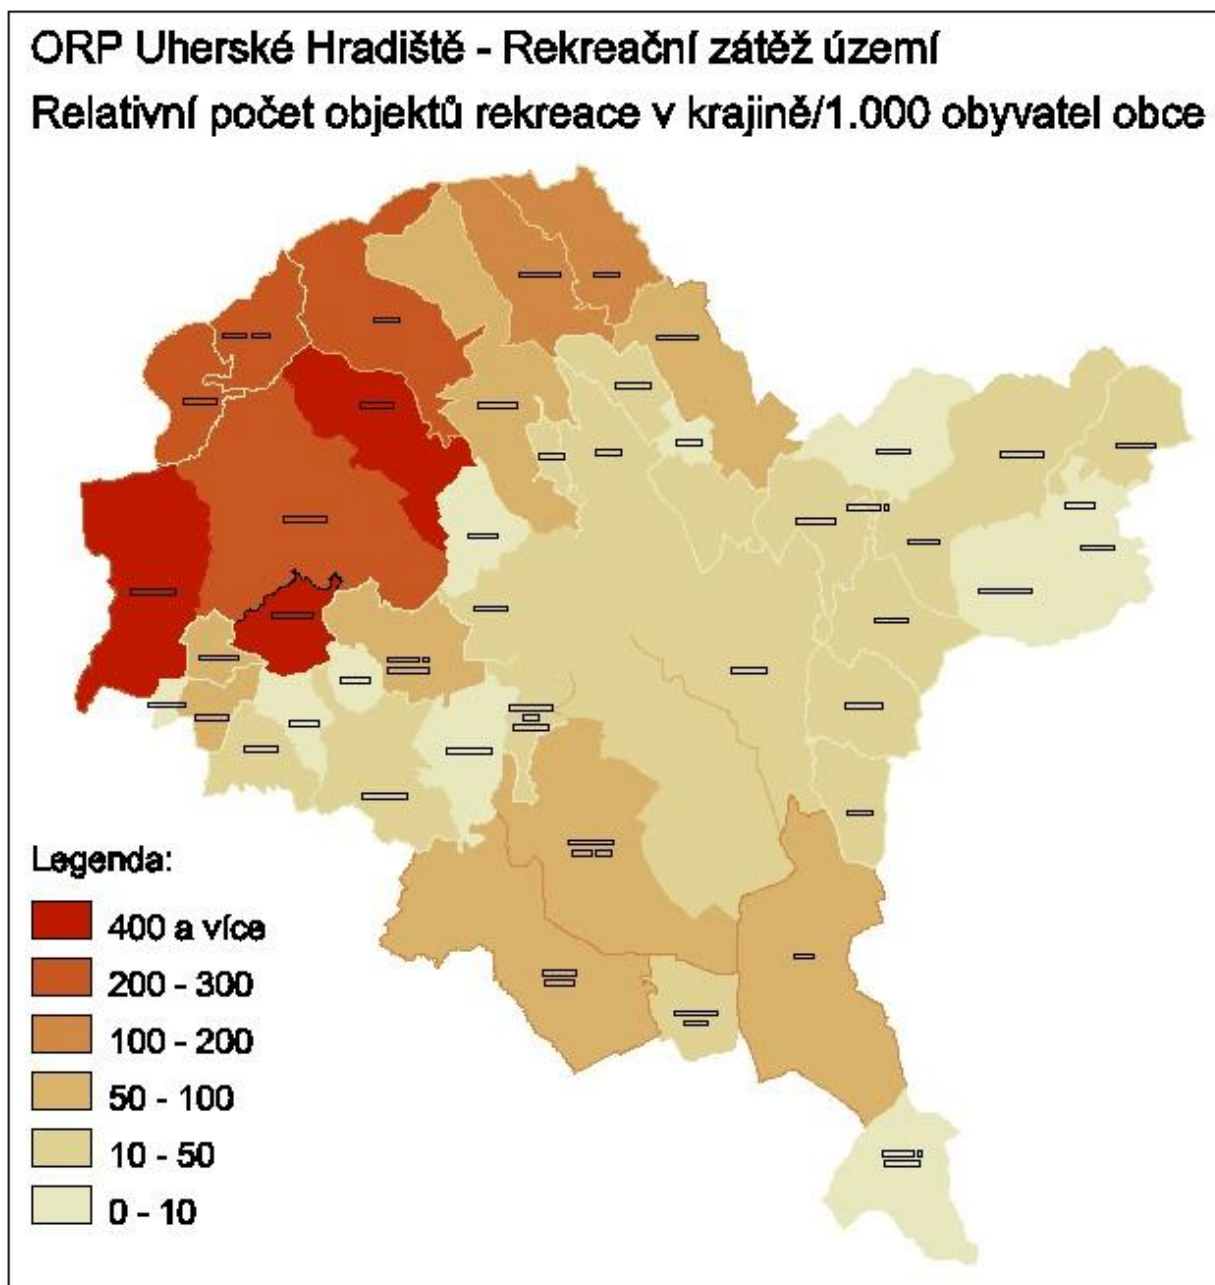 ORP Uherské Hradiště - Rekreační zátěž území
Relativní počet objektů rekreace v krajině/1.000 obyvatel obce
Legenda:
400 a více
200 - 300
100 - 200
50 - 100
10 - 50
0 - 10